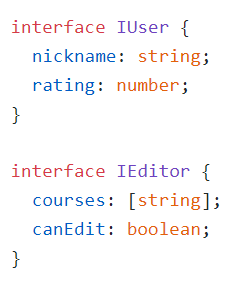 interface IUser {
  nickname: string;
  rating: number;
}

interface IEditor {
  courses: [string];
  canEdit: boolean;
}